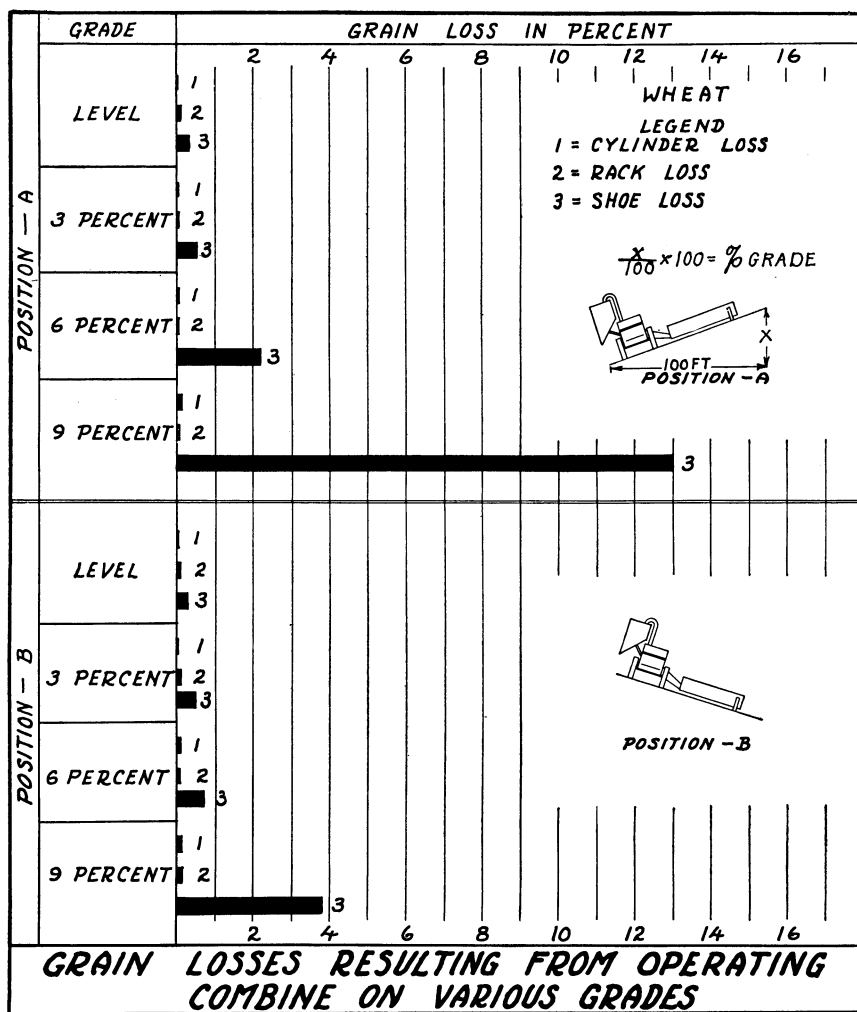 GRADE GRAIN LOSS IN PERCENT
2 4 6 8 10 12 14 16
WHEAT
LEGEND
1 = CYLINDER LOSS
2 = RACK LOSS
3 = SHOE LOSS
X/100 × 100 = % GRADE
X
100 FT
POSITION - A
POSITION — A
LEVEL
1
2
3
3 PERCENT
1
2
3
6 PERCENT
1
2
3
9 PERCENT
1
2
3
POSITION — B
LEVEL
1
2
3
3 PERCENT
1
2
3
6 PERCENT
1
2
3
9 PERCENT
1
2
3
POSITION - B
2 4 6 8 10 12 14 16
GRAIN LOSSES RESULTING FROM OPERATING
COMBINE ON VARIOUS GRADES